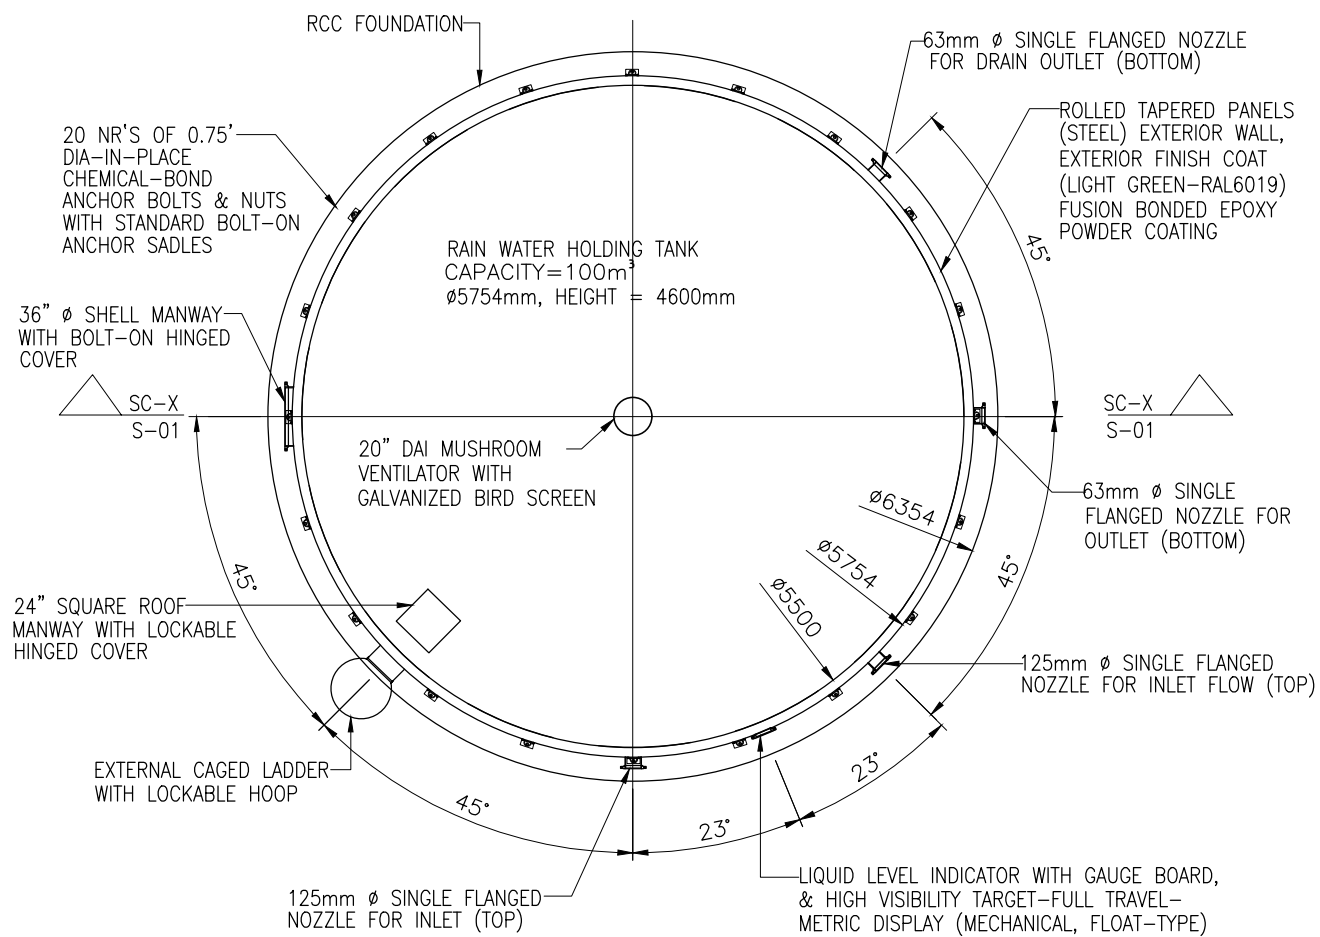 RCC FOUNDATION
63mm ø SINGLE FLANGED NOZZLE
FOR DRAIN OUTLET (BOTTOM)
20 NR'S OF 0.75'
DIA-IN-PLACE
CHEMICAL-BOND
ANCHOR BOLTS & NUTS
WITH STANDARD BOLT-ON
ANCHOR SADLES
ROLLED TAPERED PANELS
(STEEL) EXTERIOR WALL,
EXTERIOR FINISH COAT
(LIGHT GREEN-RAL6019)
FUSION BONDED EPOXY
POWDER COATING
45°
RAIN WATER HOLDING TANK
CAPACITY=100m³
ø5754mm, HEIGHT = 4600mm
36” ø SHELL MANWAY
WITH BOLT-ON HINGED
COVER
SC-X
S-01
SC-X
S-01
20” DAI MUSHROOM
VENTILATOR WITH
GALVANIZED BIRD SCREEN
63mm ø SINGLE
FLANGED NOZZLE FOR
OUTLET (BOTTOM)
ø6354
ø5754
ø5500
45°
45°
24” SQUARE ROOF
MANWAY WITH LOCKABLE
HINGED COVER
125mm ø SINGLE FLANGED
NOZZLE FOR INLET FLOW (TOP)
EXTERNAL CAGED LADDER
WITH LOCKABLE HOOP
45°
23°
23°
125mm ø SINGLE FLANGED
NOZZLE FOR INLET (TOP)
LIQUID LEVEL INDICATOR WITH GAUGE BOARD,
& HIGH VISIBILITY TARGET-FULL TRAVEL-
METRIC DISPLAY (MECHANICAL, FLOAT-TYPE)